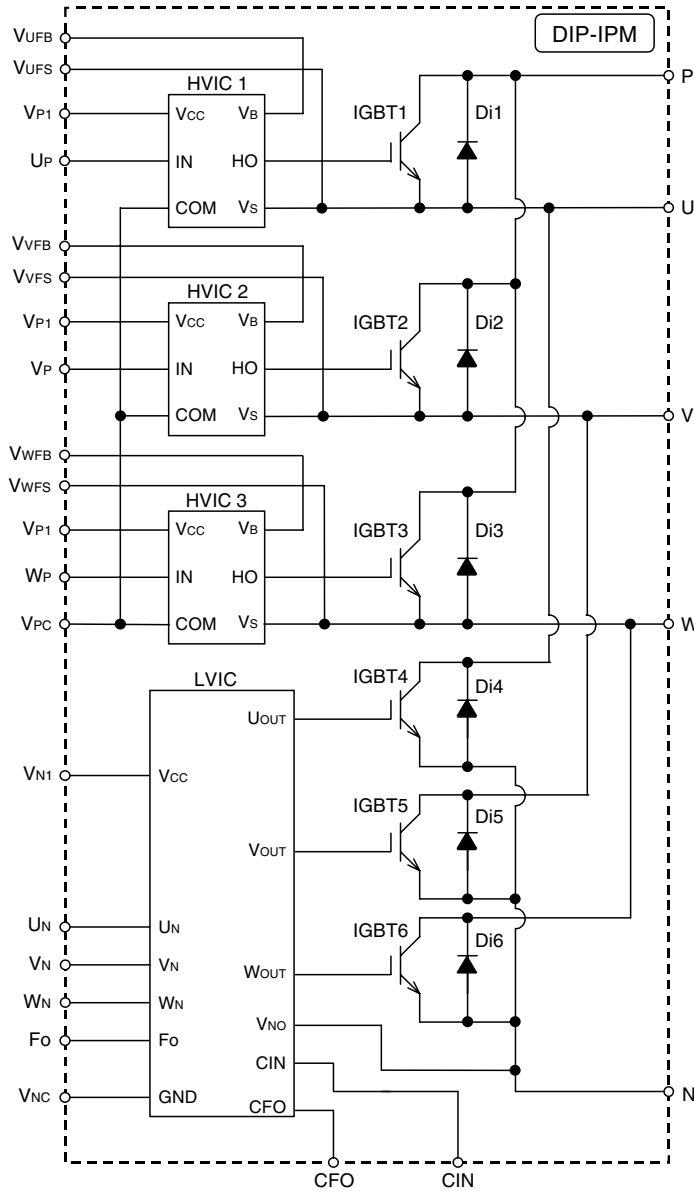 DIP-IPM
VUFB
VUFS
HVIC 1
VP1
VCC
VB
IGBT1
Di1
P
UP
IN
HO
COM
VS
U
VVFB
VVFS
HVIC 2
VP1
VCC
VB
IGBT2
Di2
VP
IN
HO
COM
VS
V
VWFB
VWFS
HVIC 3
VP1
VCC
VB
IGBT3
Di3
WP
IN
HO
VPC
COM
VS
W
LVIC
IGBT4
Di4
UOUT
VN1
VCC
IGBT5
Di5
VOUT
UN
UN
IGBT6
Di6
VN
VN
WOUT
WN
WN
VNO
Fo
Fo
CIN
VNC
GND
CFO
N
CFO
CIN